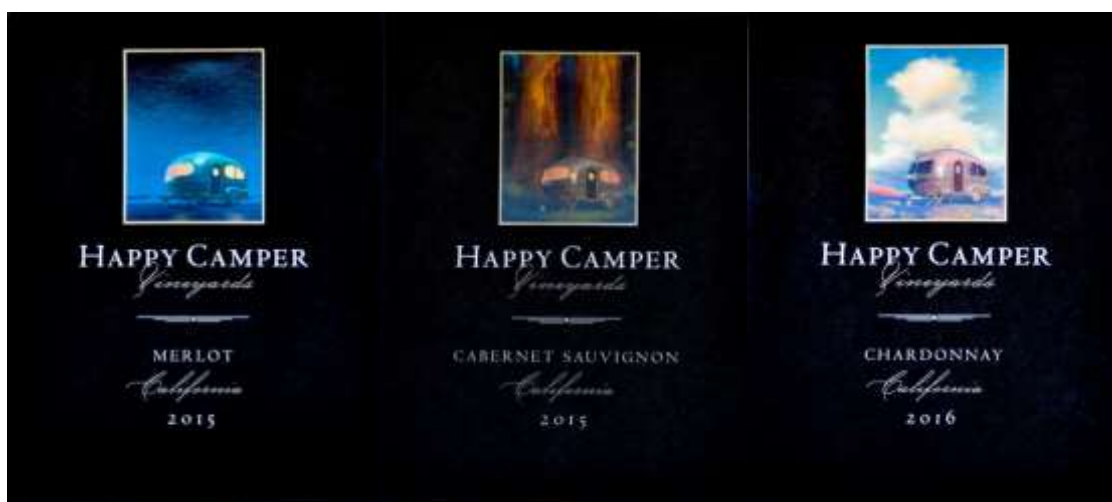 HAPPY CAMPER
Vineyards
MERLOT
California
2015
HAPPY CAMPER
Vineyards
CABERNET SAUVIGNON
California
2015
HAPPY CAMPER
Vineyards
CHARDONNAY
California
2016